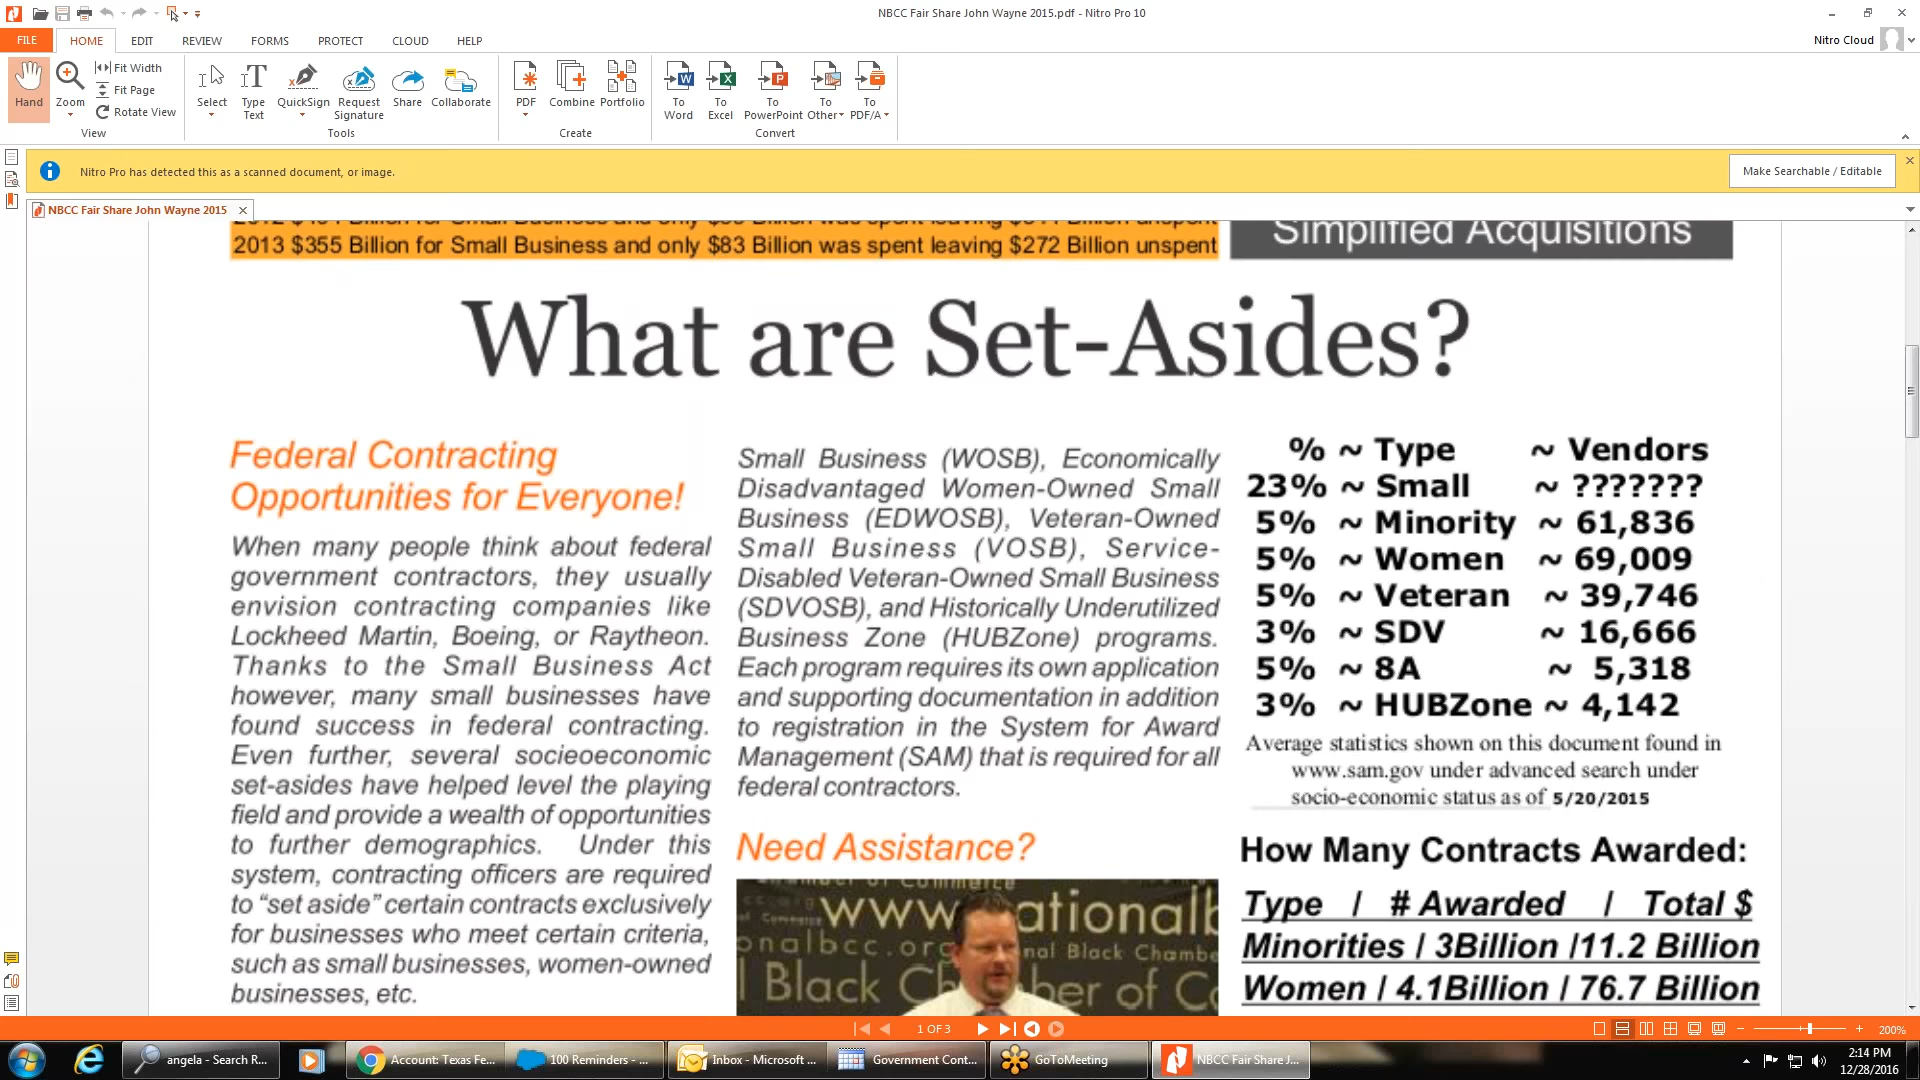 NBCC Fair Share John Wayne 2015.pdf - Nitro Pro 10
FILE HOME EDIT REVIEW FORMS PROTECT CLOUD HELP
Nitro Cloud
Hand
Zoom
Fit Width
Fit Page
Rotate View
View
Select
Type Text
QuickSign
Request Signature
Share
Collaborate
Tools
PDF
Combine
Portfolio
Create
To Word
To Excel
To PowerPoint
To Other
To PDF/A
Convert
Nitro Pro has detected this as a scanned document, or image.
Make Searchable / Editable
NBCC Fair Share John Wayne 2015
2013 $355 Billion for Small Business and only $83 Billion was spent leaving $272 Billion unspent
Simplified Acquisitions
What are Set-Asides?
Federal Contracting
Opportunities for Everyone!
When many people think about federal
government contractors, they usually
envision contracting companies like
Lockheed Martin, Boeing, or Raytheon.
Thanks to the Small Business Act
however, many small businesses have
found success in federal contracting.
Even further, several socioeconomic
set-asides have helped level the playing
field and provide a wealth of opportunities
to further demographics. Under this
system, contracting officers are required
to “set aside” certain contracts exclusively
for businesses who meet certain criteria,
such as small businesses, women-owned
businesses, etc.
Small Business (WOSB), Economically
Disadvantaged Women-Owned Small
Business (EDWOSB), Veteran-Owned
Small Business (VOSB), Service-
Disabled Veteran-Owned Small Business
(SDVOSB), and Historically Underutilized
Business Zone (HUBZone) programs.
Each program requires its own application
and supporting documentation in addition
to registration in the System for Award
Management (SAM) that is required for all
federal contractors.
Need Assistance?
www. ationalb
onalbcc.org nal Black Chambe
l Black Ch ber of Co
% ~ Type ~ Vendors
23% ~ Small ~ ???????
5% ~ Minority ~ 61,836
5% ~ Women ~ 69,009
5% ~ Veteran ~ 39,746
3% ~ SDV ~ 16,666
5% ~ 8A ~ 5,318
3% ~ HUBZone ~ 4,142
Average statistics shown on this document found in
www.sam.gov under advanced search under
socio-economic status as of 5/20/2015
How Many Contracts Awarded:
Type / # Awarded / Total $
Minorities / 3Billion /11.2 Billion
Women / 4.1Billion / 76.7 Billion
1 OF 3
200%
angela - Search R...
Account: Texas Fe...
100 Reminders - ...
Inbox - Microsoft ...
Government Cont...
GoToMeeting
NBCC Fair Share J...
2:14 PM
12/28/2016